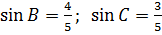 sin B = 4/5; sin C = 3/5